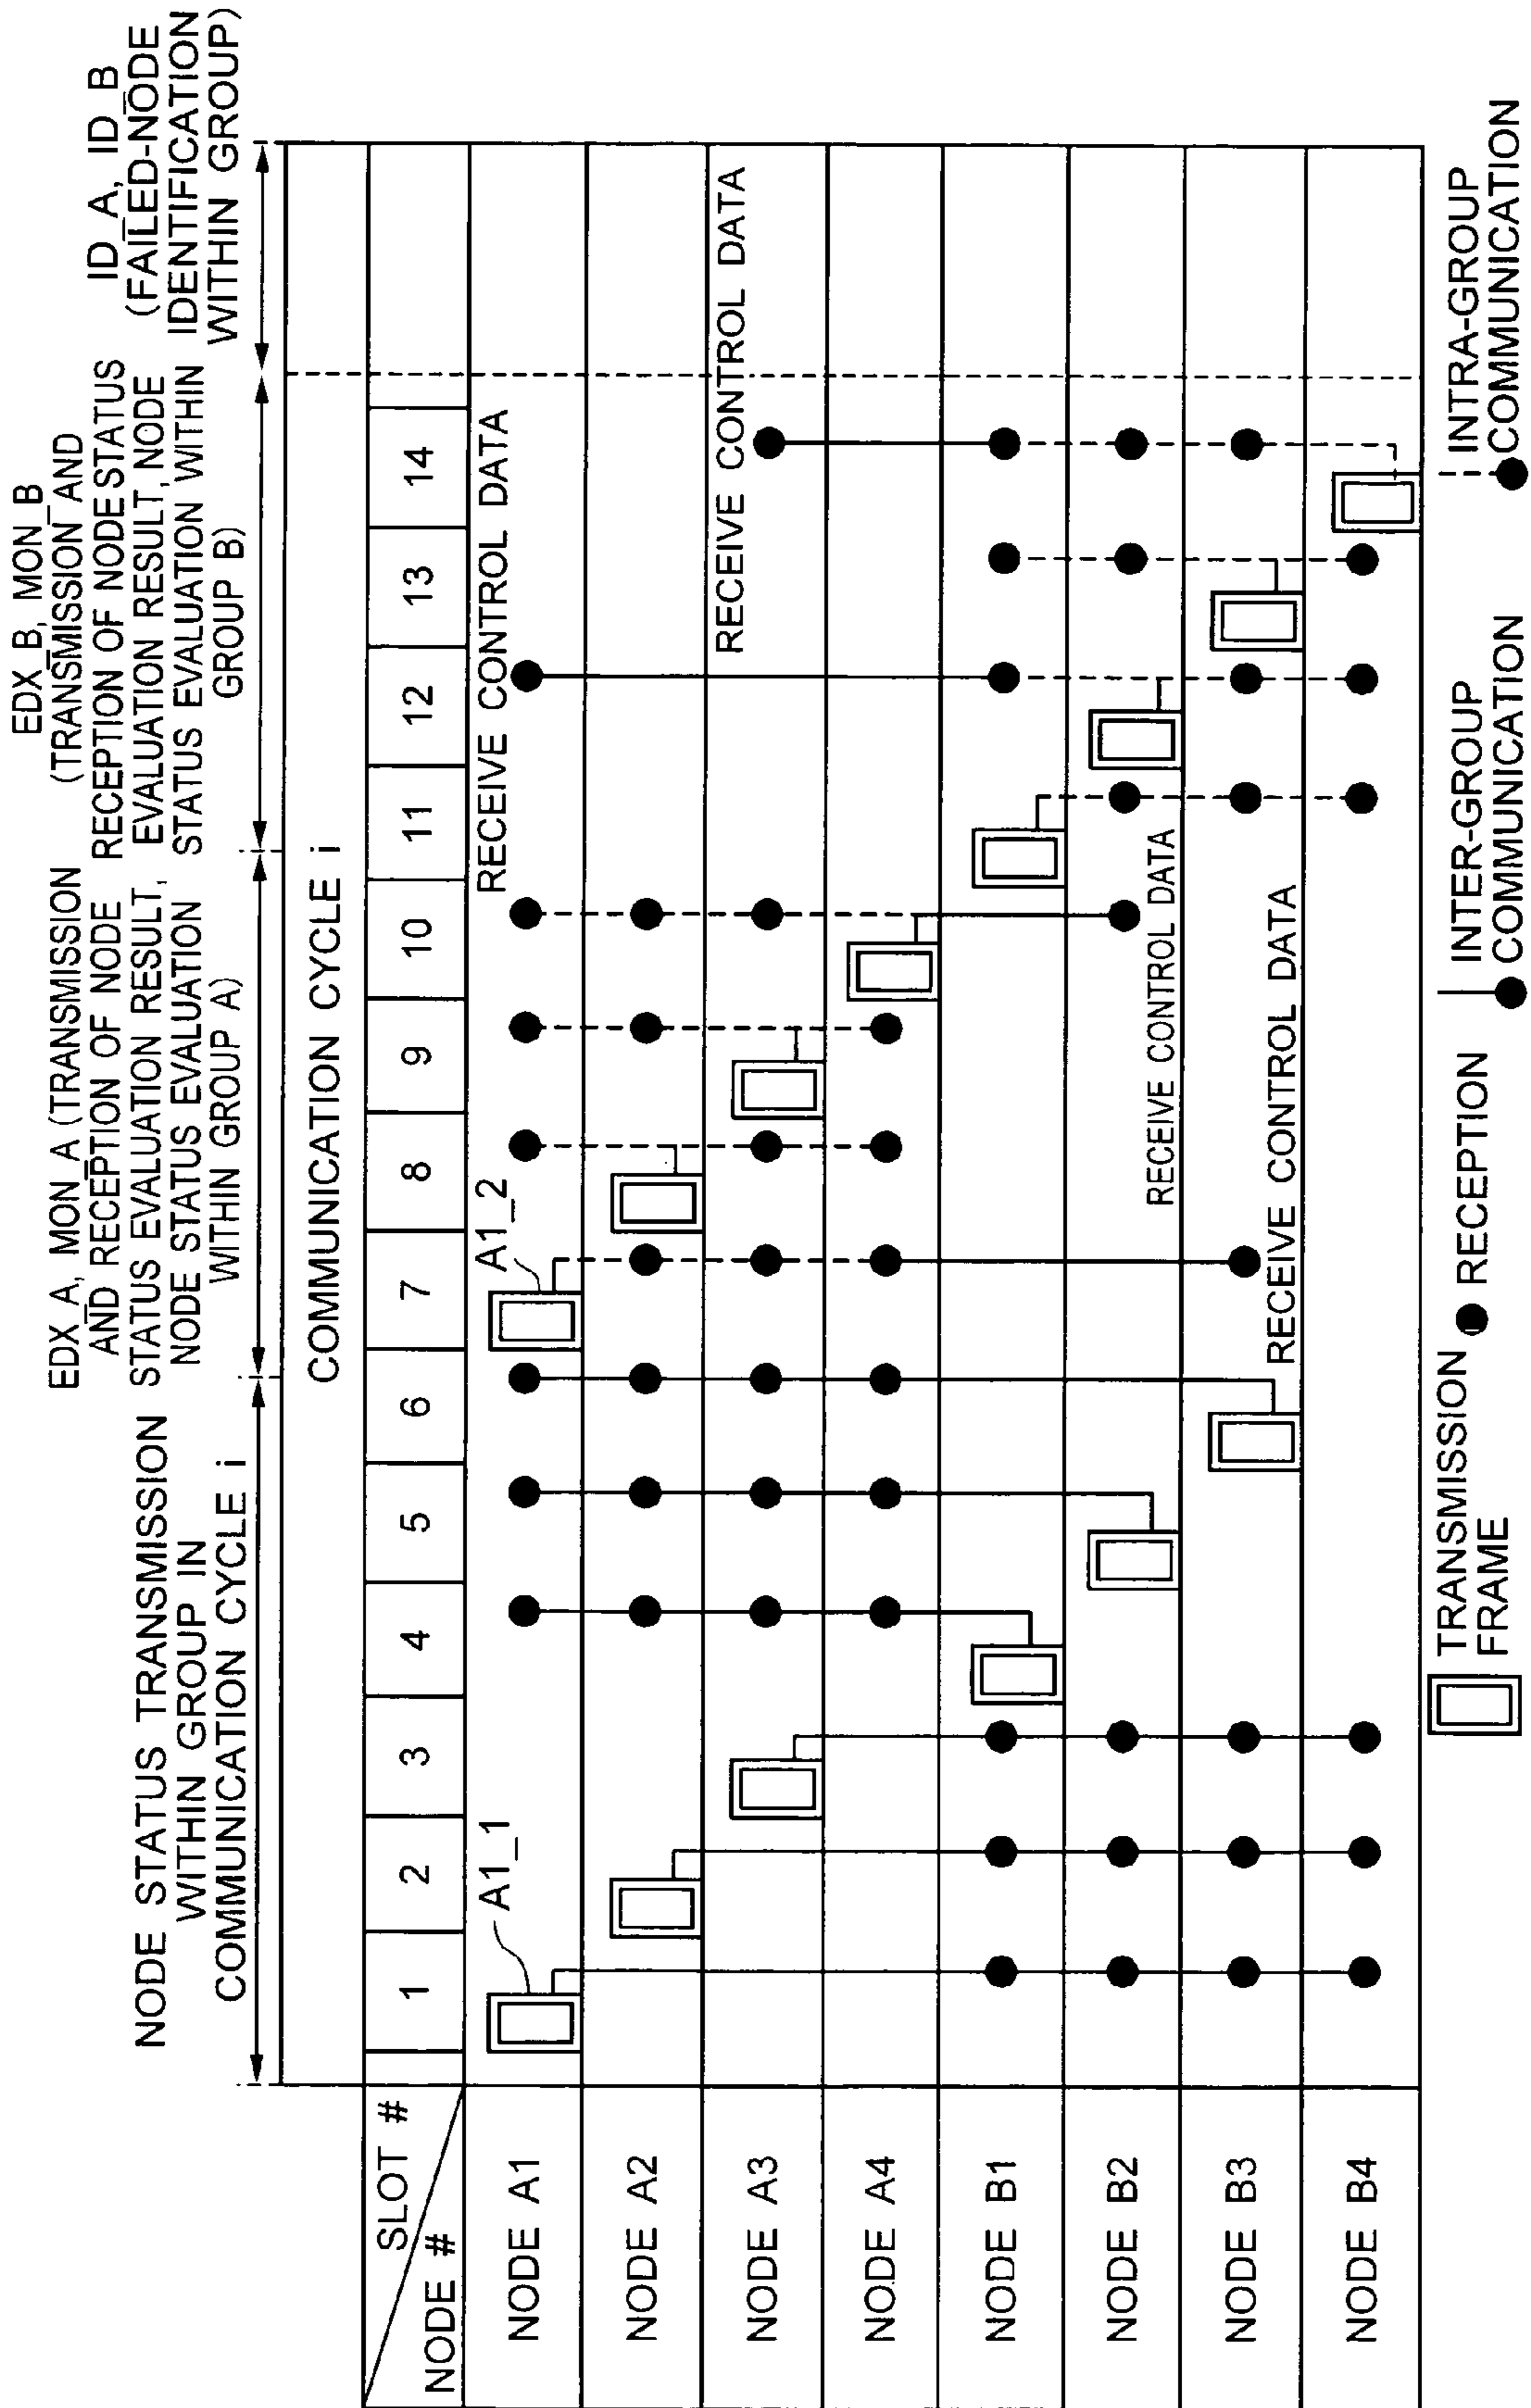 NODE STATUS TRANSMISSION
WITHIN GROUP IN
COMMUNICATION CYCLE i
EDX_A, MON_A (TRANSMISSION
AND RECEPTION OF NODE
STATUS EVALUATION RESULT,
NODE STATUS EVALUATION
WITHIN GROUP A)
EDX_B, MON_B
(TRANSMISSION AND
RECEPTION OF NODE STATUS
EVALUATION RESULT, NODE
STATUS EVALUATION WITHIN
GROUP B)
ID_A, ID_B
(FAILED-NODE
IDENTIFICATION
WITHIN GROUP)
COMMUNICATION CYCLE i
SLOT #
NODE #
1 2 3 4 5 6 7 8 9 10 11 12 13 14
NODE A1
A1_1
A1_2
RECEIVE CONTROL DATA
NODE A2
NODE A3
RECEIVE CONTROL DATA
NODE A4
NODE B1
NODE B2
RECEIVE CONTROL DATA
NODE B3
RECEIVE CONTROL DATA
NODE B4
TRANSMISSION
FRAME
RECEPTION
INTER-GROUP
COMMUNICATION
INTRA-GROUP
COMMUNICATION